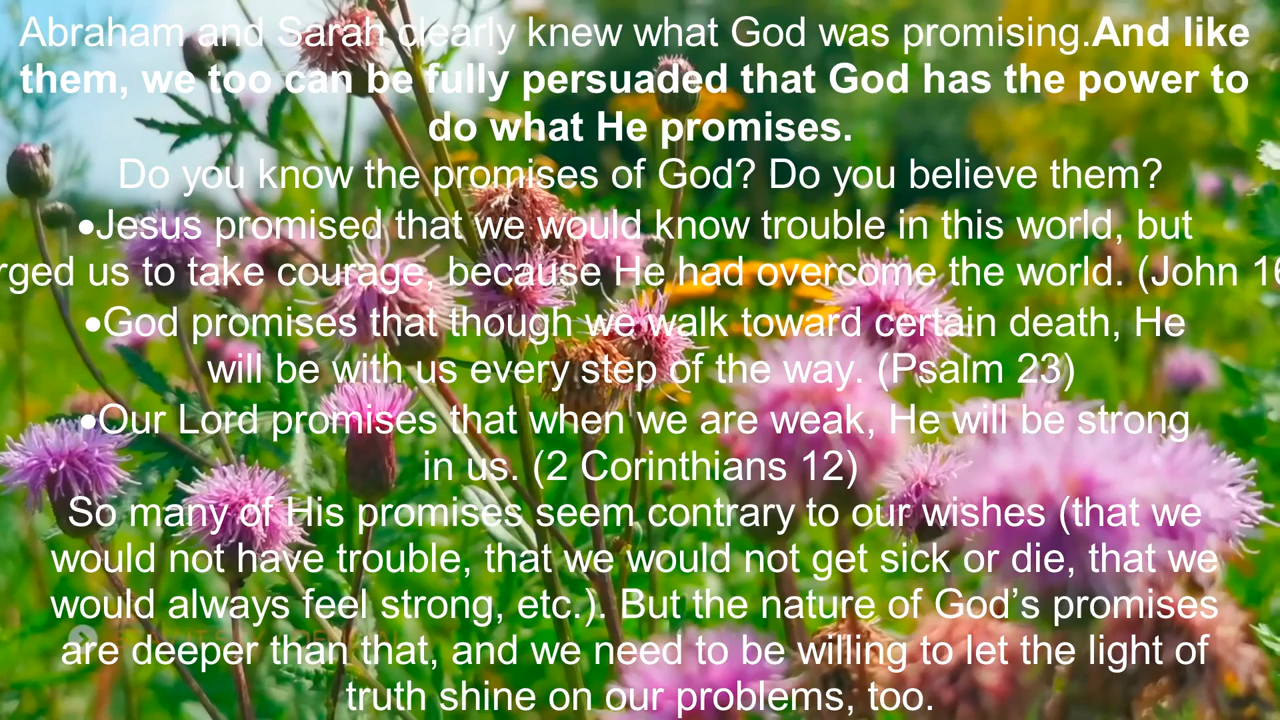 Abraham and Sarah clearly knew what God was promising.And like
them, we too can be fully persuaded that God has the power to
do what He promises.
Do you know the promises of God? Do you believe them?
•Jesus promised that we would know trouble in this world, but
rged us to take courage, because He had overcome the world. (John 16
•God promises that though we walk toward certain death, He
will be with us every step of the way. (Psalm 23)
•Our Lord promises that when we are weak, He will be strong
in us. (2 Corinthians 12)
So many of His promises seem contrary to our wishes (that we
would not have trouble, that we would not get sick or die, that we
would always feel strong, etc.). But the nature of God’s promises
are deeper than that, and we need to be willing to let the light of
truth shine on our problems, too.